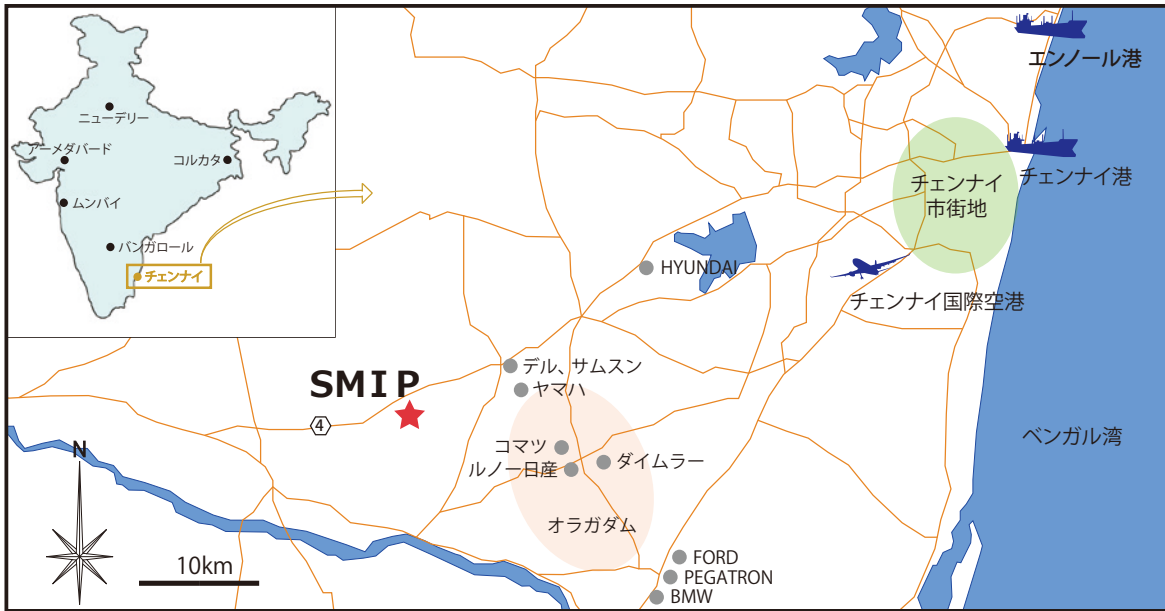 ニューデリー
アーメダバード
コルカタ
ムンバイ
バンガロール
チェンナイ
エンノール港
チェンナイ港
チェンナイ
市街地
HYUNDAI
チェンナイ国際空港
デル、サムスン
ヤマハ
SMIP
4
コマツ
ルノー日産
ダイムラー
ベンガル湾
オラガダム
N
10km
FORD
PEGATRON
BMW